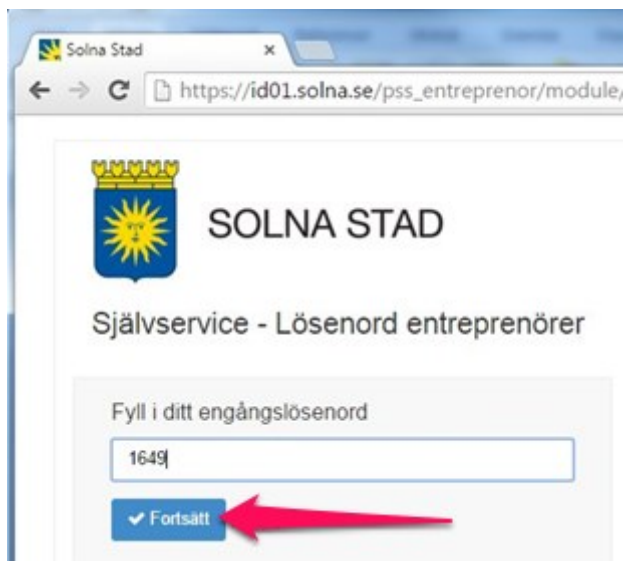 Solna Stad
https://id01.solna.se/pss_entreprenor/module/
SOLNA STAD
Självservice - Lösenord entreprenörer
Fyll i ditt engångslösenord
1649
Fortsätt